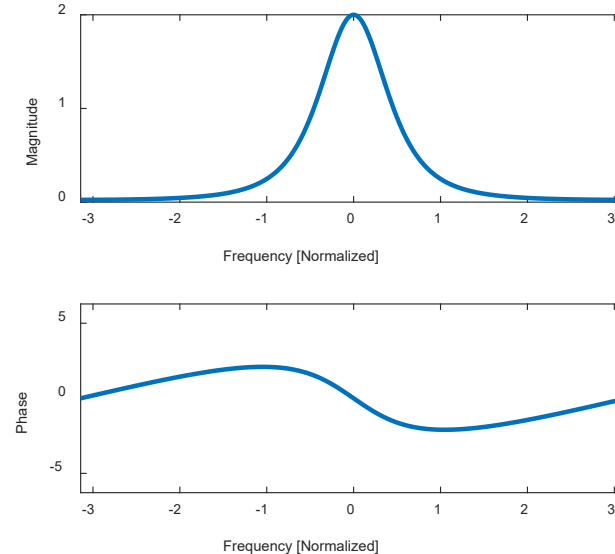 2
1
0
Magnitude
-3 -2 -1 0 1 2 3
Frequency [Normalized]
5
0
-5
Phase
-3 -2 -1 0 1 2 3
Frequency [Normalized]